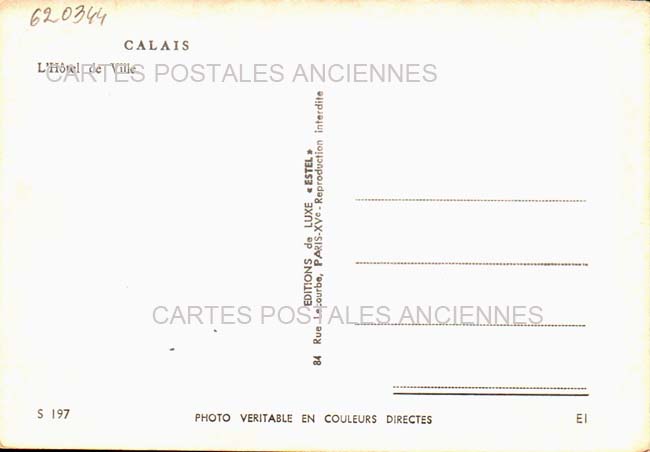 620344
CALAIS
L'Hôtel de Ville
CARTES POSTALES ANCIENNES
EDITIONS de LUXE « ESTEL »
84 Rue Lecourbe, PARIS-XVe - Reproduction interdite
CARTES POSTALES ANCIENNES
S 197
PHOTO VERITABLE EN COULEURS DIRECTES
EI